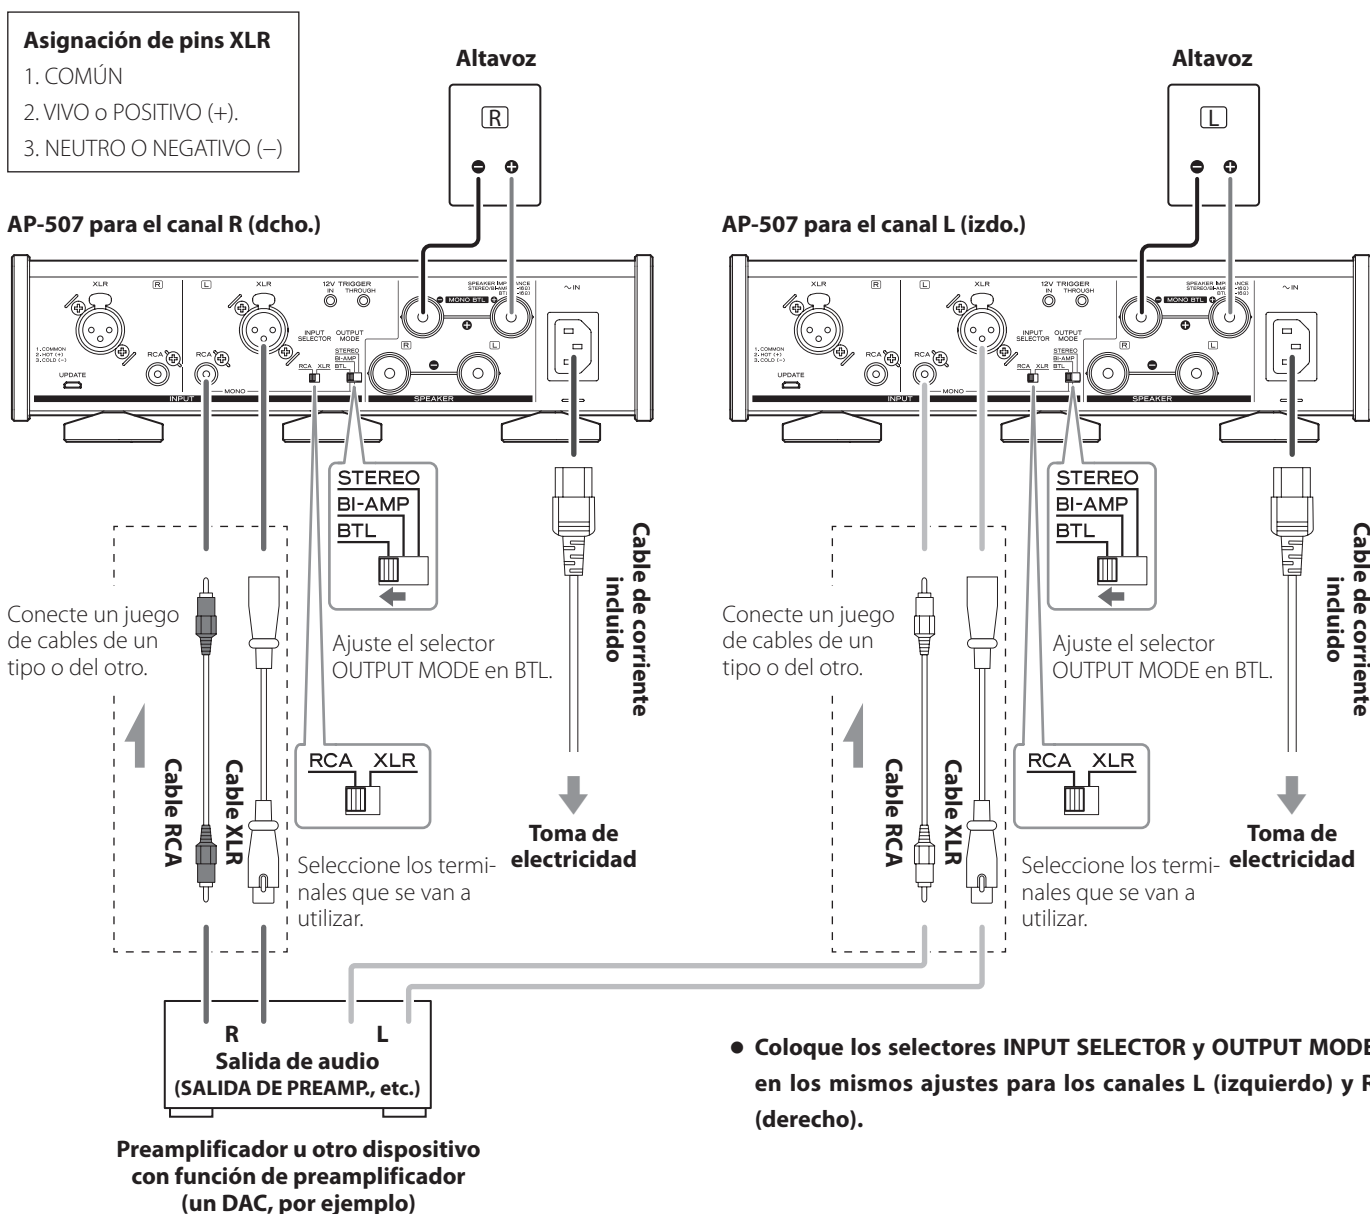 Asignación de pins XLR
1. COMÚN
2. VIVO o POSITIVO (+).
3. NEUTRO O NEGATIVO (−)
Altavoz
R
AP-507 para el canal R (dcho.)
XLR
R
L
XLR
12V TRIGGER
IN THROUGH
MONO BTL
~ IN
INPUT SELECTOR
OUTPUT MODE
STEREO
BI-AMP
BTL
RCA XLR
1. COMMON
2. HOT (+)
3. COLD (−)
UPDATE
RCA
RCA
MONO
INPUT
R
L
SPEAKER
STEREO
BI-AMP
BTL
Conecte un juego
de cables de un
tipo o del otro.
Ajuste el selector
OUTPUT MODE en BTL.
Cable de corriente
incluido
RCA XLR
Cable RCA
Cable XLR
Seleccione los termi-
nales que se van a
utilizar.
Toma de
electricidad
Altavoz
L
AP-507 para el canal L (izdo.)
XLR
R
L
XLR
12V TRIGGER
IN THROUGH
MONO BTL
~ IN
INPUT SELECTOR
OUTPUT MODE
STEREO
BI-AMP
BTL
RCA XLR
1. COMMON
2. HOT (+)
3. COLD (−)
UPDATE
RCA
RCA
MONO
INPUT
R
L
SPEAKER
STEREO
BI-AMP
BTL
Conecte un juego
de cables de un
tipo o del otro.
Ajuste el selector
OUTPUT MODE en BTL.
Cable de corriente
incluido
RCA XLR
Cable RCA
Cable XLR
Seleccione los termi-
nales que se van a
utilizar.
Toma de
electricidad
R L
Salida de audio
(SALIDA DE PREAMP., etc.)
Preamplificador u otro dispositivo
con función de preamplificador
(un DAC, por ejemplo)
● Coloque los selectores INPUT SELECTOR y OUTPUT MODE
en los mismos ajustes para los canales L (izquierdo) y R
(derecho).